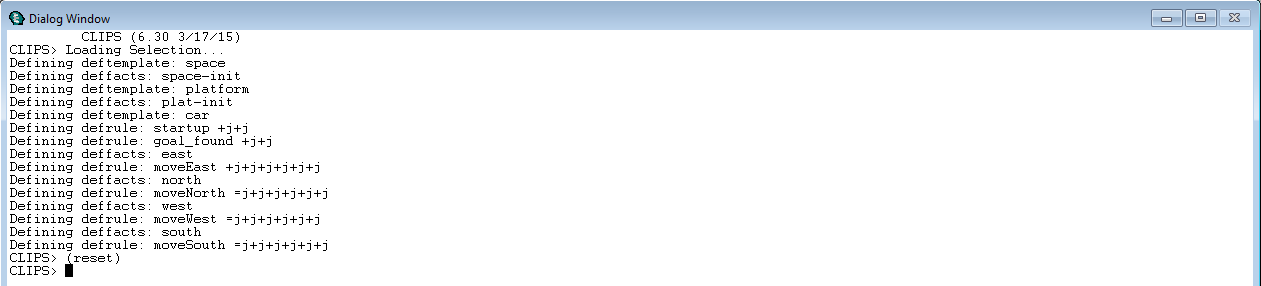 Dialog Window
CLIPS (6.30 3/17/15)
CLIPS> Loading Selection...
Defining deftemplate: space
Defining deffacts: space-init
Defining deftemplate: platform
Defining deffacts: plat-init
Defining deftemplate: car
Defining defrule: startup +j+j
Defining defrule: goal_found +j+j
Defining deffacts: east
Defining defrule: moveEast +j+j+j+j+j+j
Defining deffacts: north
Defining defrule: moveNorth =j+j+j+j+j+j
Defining deffacts: west
Defining defrule: moveWest =j+j+j+j+j+j
Defining deffacts: south
Defining defrule: moveSouth =j+j+j+j+j+j
CLIPS> (reset)
CLIPS>